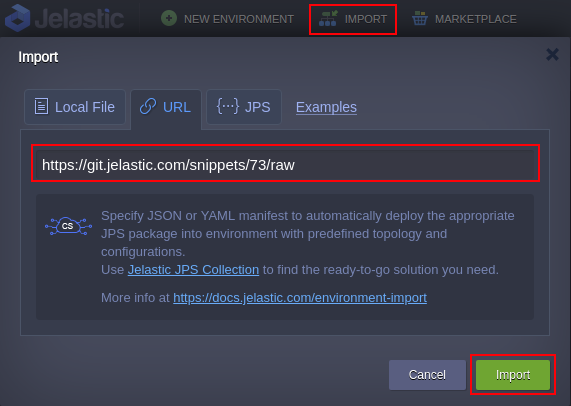 Jelastic NEW ENVIRONMENT IMPORT MARKETPLACE
Import
Local File URL {···} JPS Examples
https://git.jelastic.com/snippets/73/raw
CS
Specify JSON or YAML manifest to automatically deploy the appropriate
JPS package into environment with predefined topology and
configurations.
Use Jelastic JPS Collection to find the ready-to-go solution you need.
More info at https://docs.jelastic.com/environment-import
Cancel Import